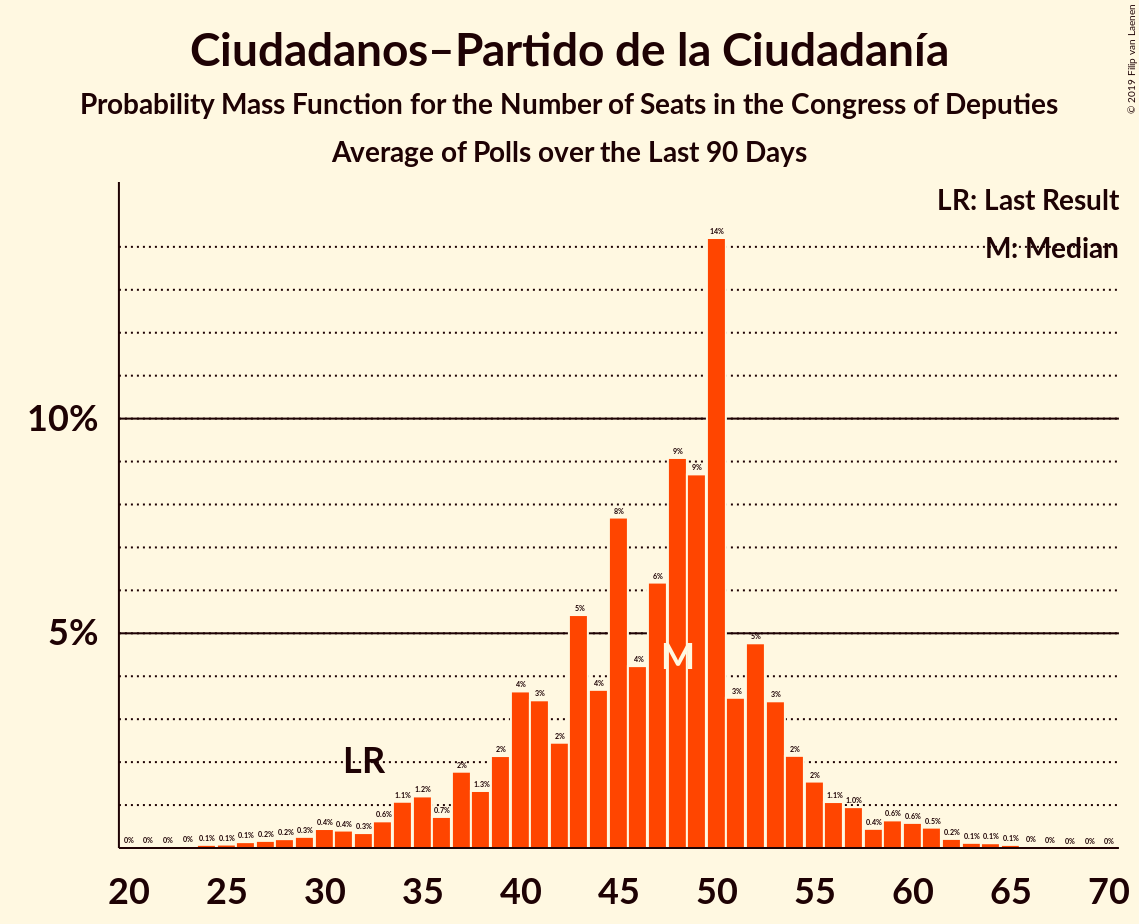 Ciudadanos–Partido de la Ciudadanía
Probability Mass Function for the Number of Seats in the Congress of Deputies
Average of Polls over the Last 90 Days
© 2019 Filip van Laenen
LR: Last Result
M: Median
10%
5%
LR
M
0% 0% 0% 0% 0.1% 0.1% 0.1% 0.2% 0.2% 0.3% 0.4% 0.4% 0.3% 0.6% 1.1% 1.2% 0.7% 2% 1.3% 2% 4% 3% 2% 5% 4% 8% 4% 6% 9% 9% 14% 3% 5% 3% 2% 2% 1.1% 1.0% 0.4% 0.6% 0.6% 0.5% 0.2% 0.1% 0.1% 0.1% 0% 0% 0% 0% 0%
20 25 30 35 40 45 50 55 60 65 70